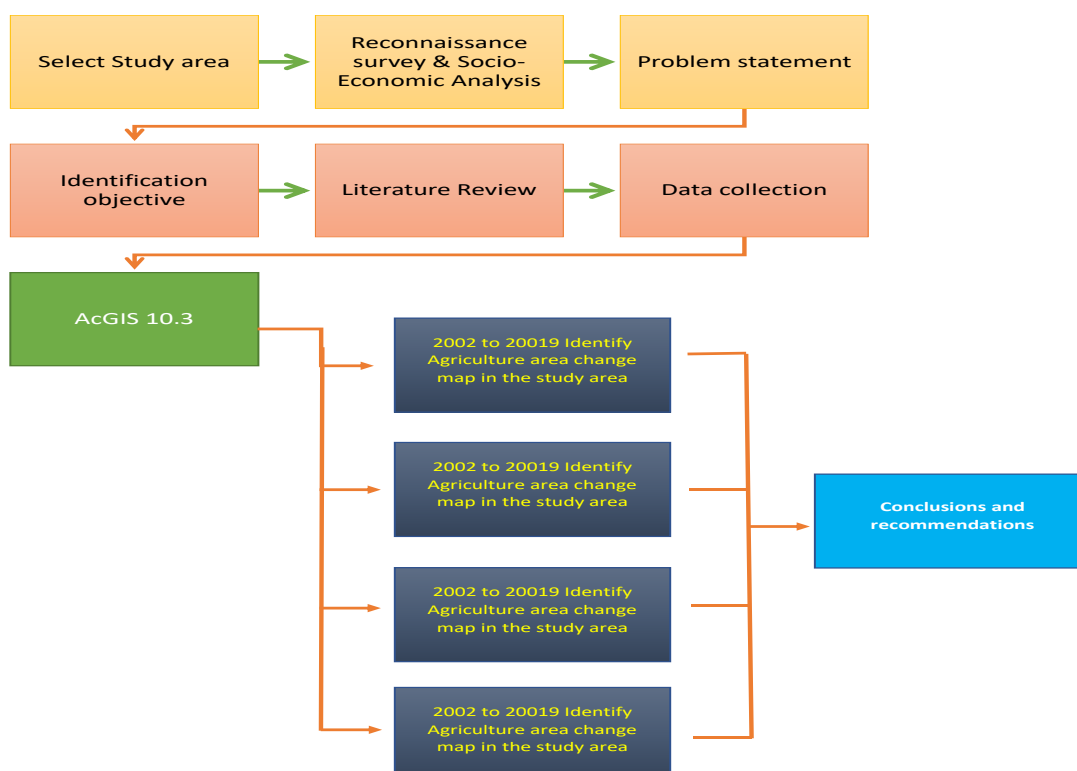 Select Study area
Reconnaissance
survey & Socio-
Economic Analysis
Problem statement
Identification
objective
Literature Review
Data collection
AcGIS 10.3
2002 to 20019 Identify
Agriculture area change
map in the study area
2002 to 20019 Identify
Agriculture area change
map in the study area
2002 to 20019 Identify
Agriculture area change
map in the study area
2002 to 20019 Identify
Agriculture area change
map in the study area
Conclusions and
recommendations